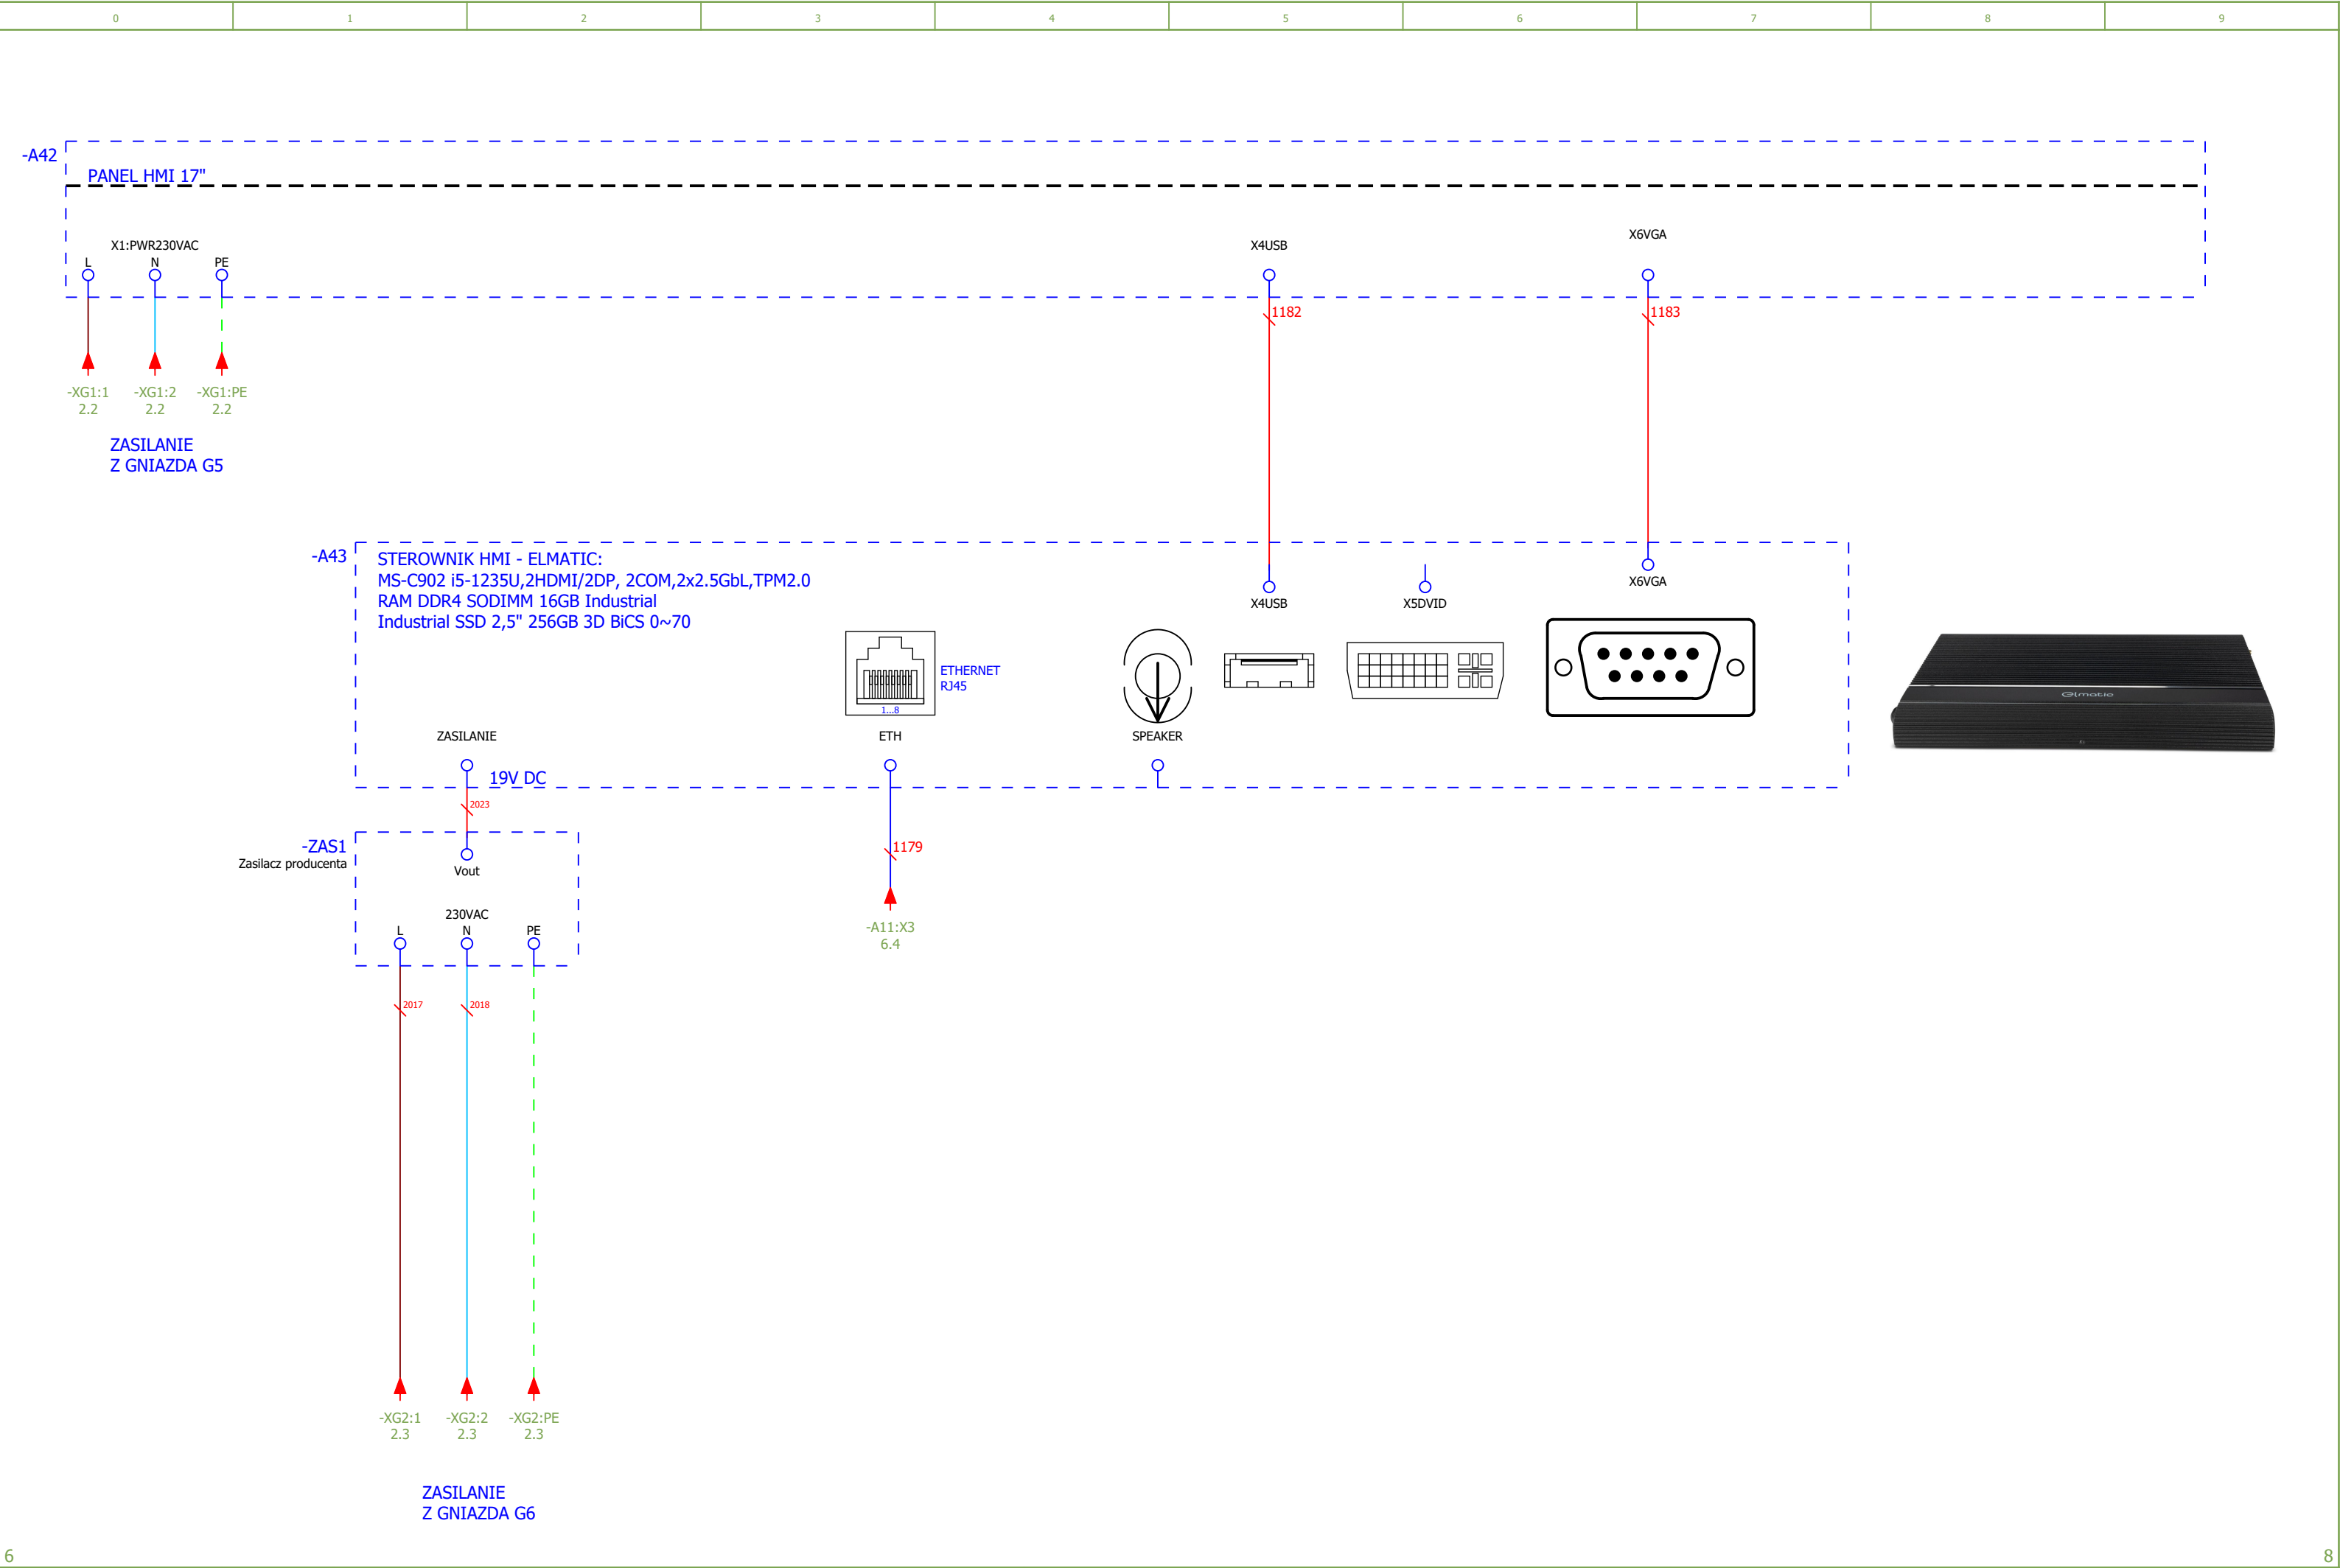 0 1 2 3 4 5 6 7 8 9
-A42
PANEL HMI 17"
X1:PWR230VAC
L N PE
X4USB
X6VGA
1182
1183
-XG1:1 -XG1:2 -XG1:PE
2.2 2.2 2.2
ZASILANIE
Z GNIAZDA G5
-A43
STEROWNIK HMI - ELMATIC:
MS-C902 i5-1235U,2HDMI/2DP, 2COM,2x2.5GbL,TPM2.0
RAM DDR4 SODIMM 16GB Industrial
Industrial SSD 2,5" 256GB 3D BiCS 0~70
X4USB
X5DVID
X6VGA
ETHERNET
RJ45
1...8
elmatic
ZASILANIE
ETH
SPEAKER
19V DC
2023
-ZAS1
Zasilacz producenta
Vout
1179
230VAC
L N PE
-A11:X3
6.4
2017
2018
-XG2:1 -XG2:2 -XG2:PE
2.3 2.3 2.3
ZASILANIE
Z GNIAZDA G6
6
8